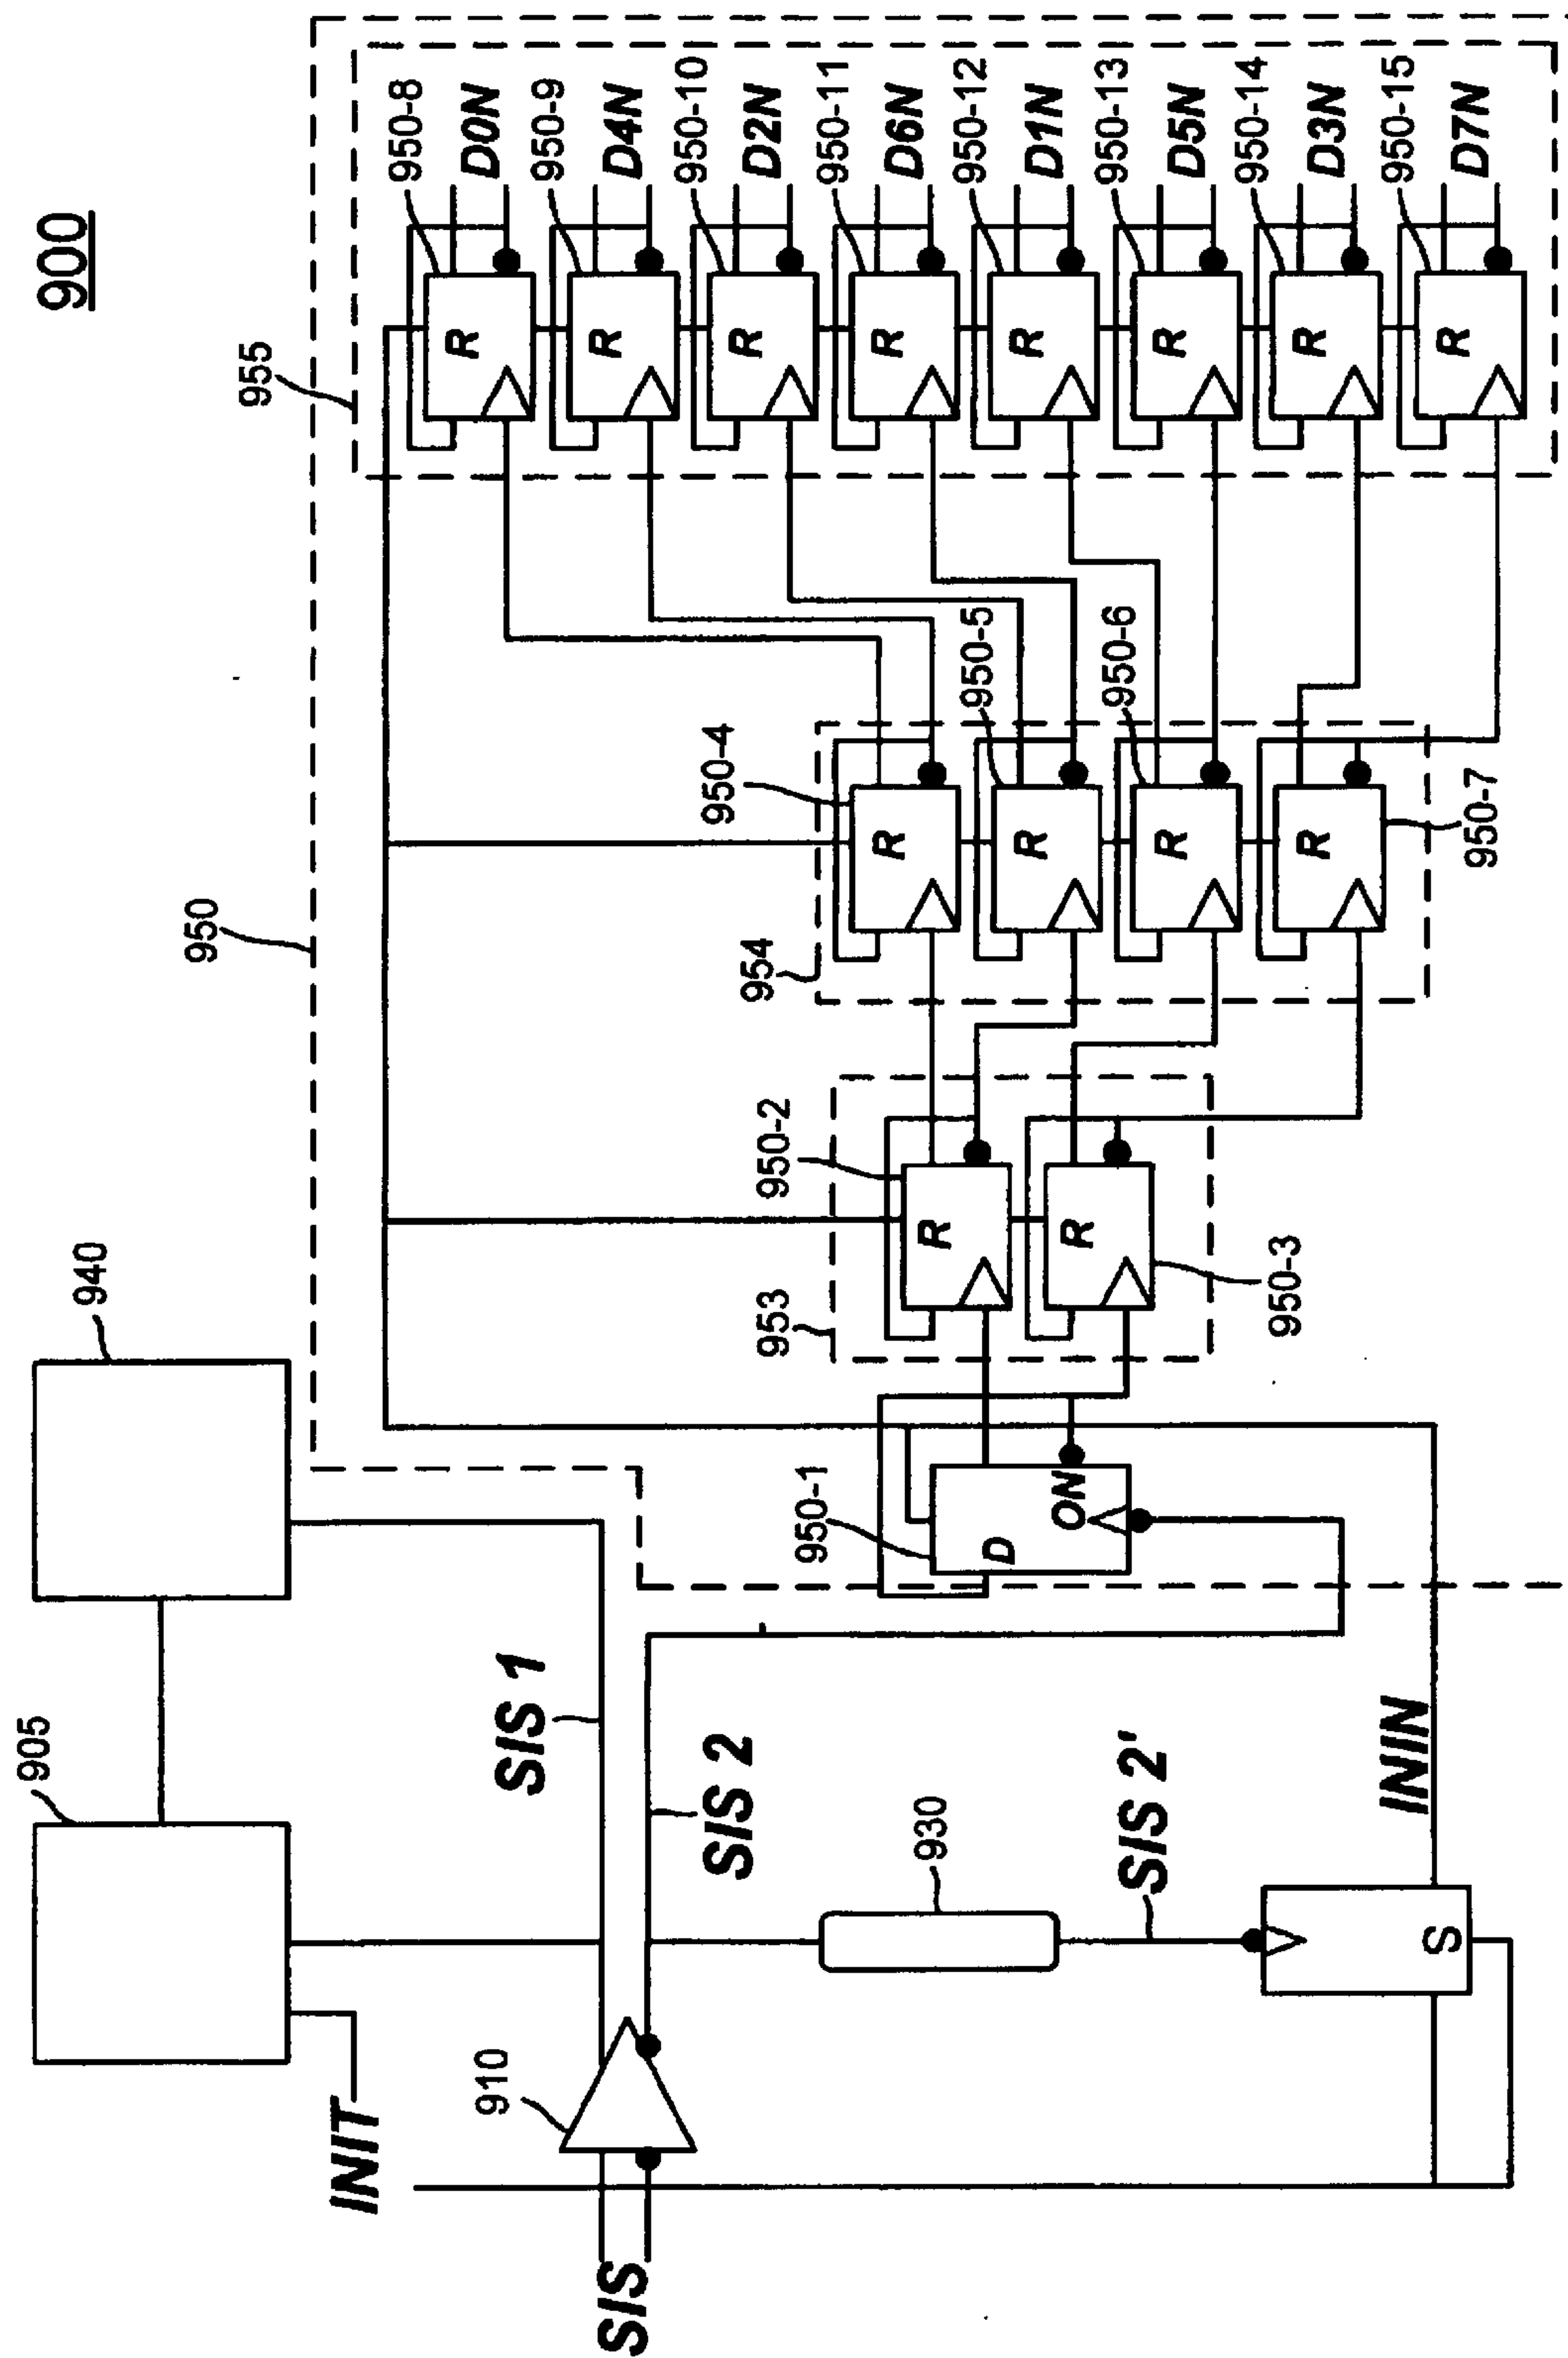 900
950
955
950-8
D0N
950-9
D4N
950-10
D2N
950-11
D6N
950-12
D1N
950-13
D5N
950-14
D3N
950-15
D7N
R
R
R
R
R
R
R
R
954
950-4
950-5
950-6
950-7
R
R
R
R
953
950-2
950-3
R
R
950-1
D
ON
940
905
INIT
SIS 1
SIS 2
910
SIS
930
SIS 2'
S
ININ